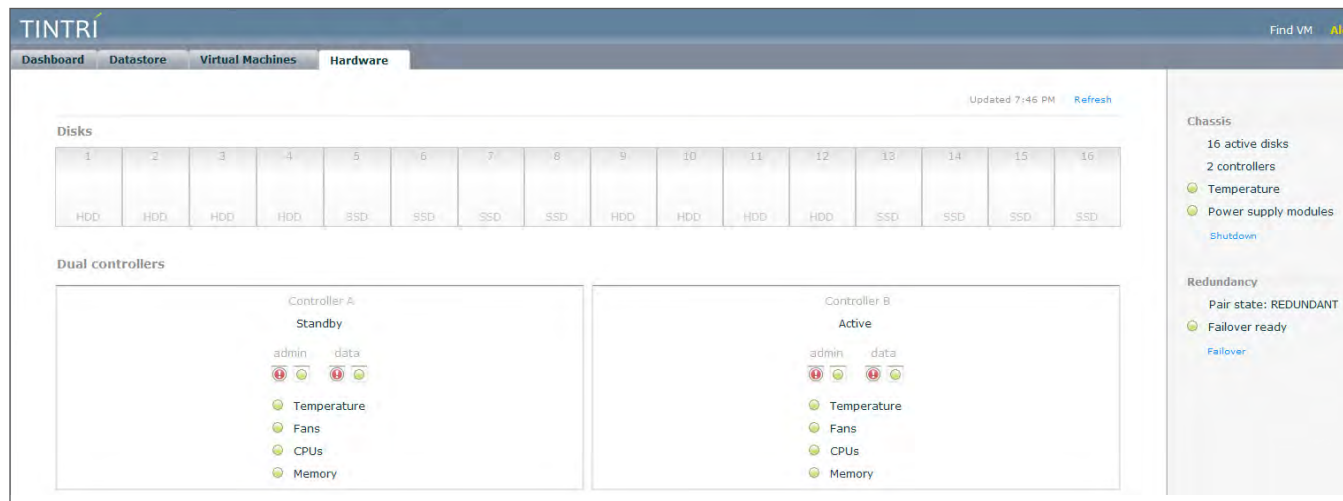 TINTRÍ
Find VM
Dashboard Datastore Virtual Machines Hardware
Updated 7:46 PM Refresh
Disks
1 2 3 4 5 6 7 8 9 10 11 12 13 14 15 16
HDD HDD HDD HDD SSD SSD SSD SSD HDD HDD HDD HDD SSD SSD SSD SSD
Dual controllers
Controller A
Standby
admin data
Temperature
Fans
CPUs
Memory
Controller B
Active
admin data
Temperature
Fans
CPUs
Memory
Chassis
16 active disks
2 controllers
Temperature
Power supply modules
Shutdown
Redundancy
Pair state: REDUNDANT
Failover ready
Failover